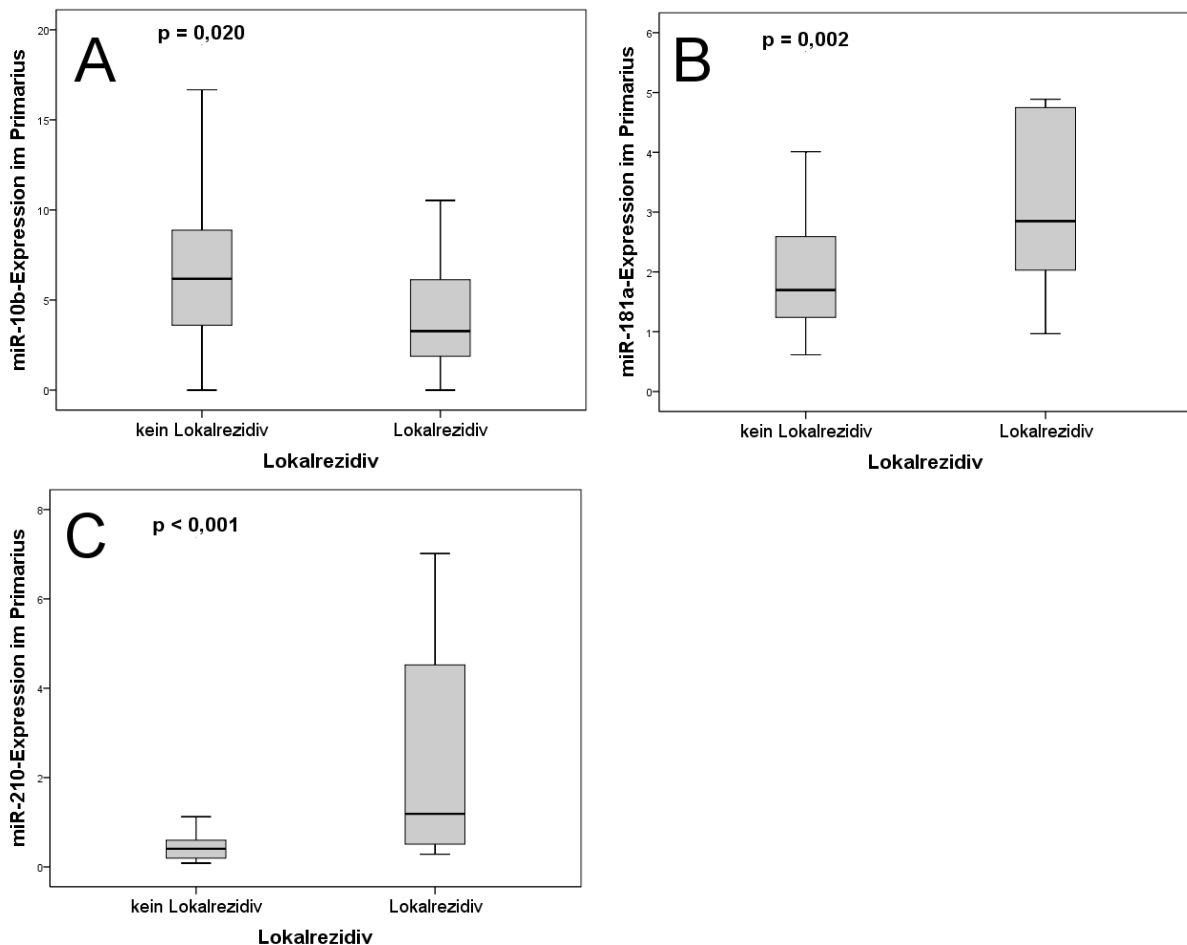 A
p = 0,020
miR-10b-Expression im Primarius
20
15
10
5
0
kein Lokalrezidiv
Lokalrezidiv
Lokalrezidiv
B
p = 0,002
miR-181a-Expression im Primarius
6
5
4
3
2
1
0
kein Lokalrezidiv
Lokalrezidiv
Lokalrezidiv
C
p < 0,001
miR-210-Expression im Primarius
8
6
4
2
0
kein Lokalrezidiv
Lokalrezidiv
Lokalrezidiv